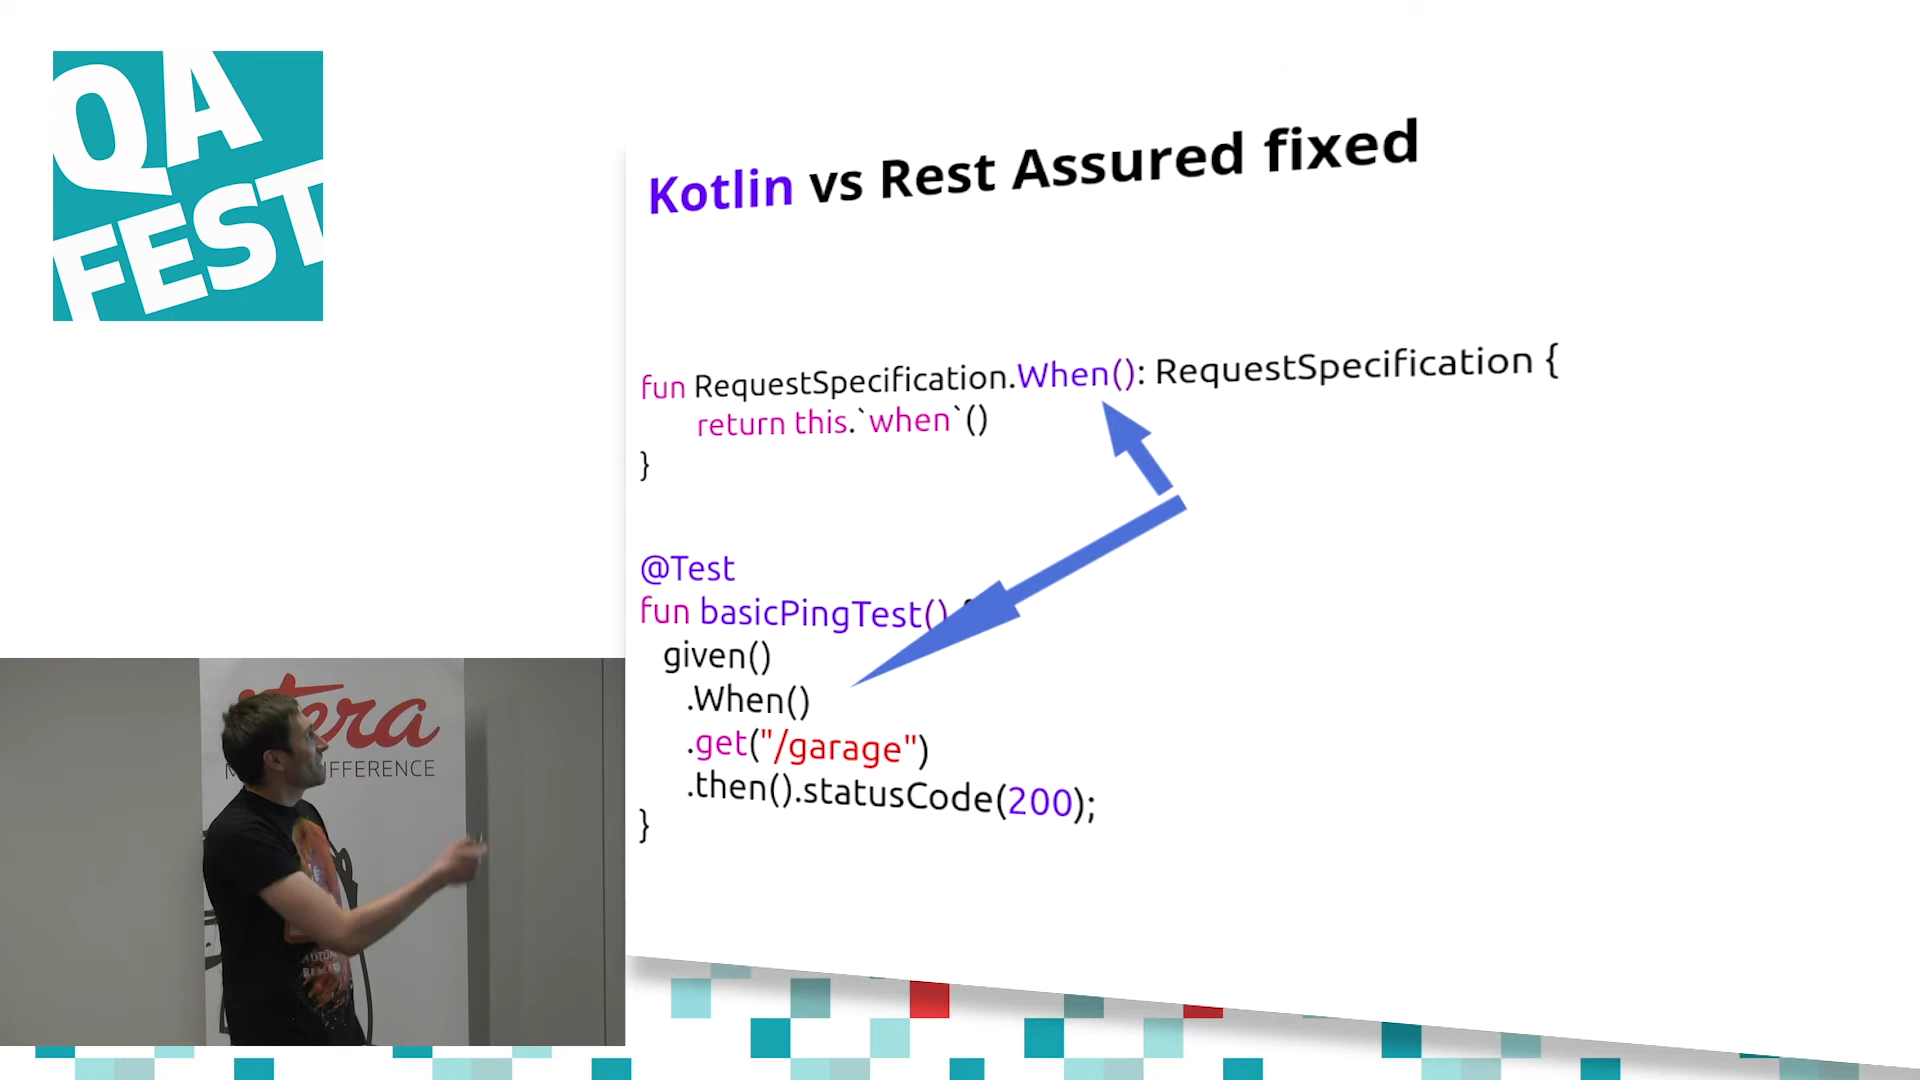 QA
FEST
Kotlin vs Rest Assured fixed
fun RequestSpecification.When(): RequestSpecification {
return this.`when`()
}
@Test
fun basicPingTest() {
given()
.When()
.get("/garage")
.then().statusCode(200);
}